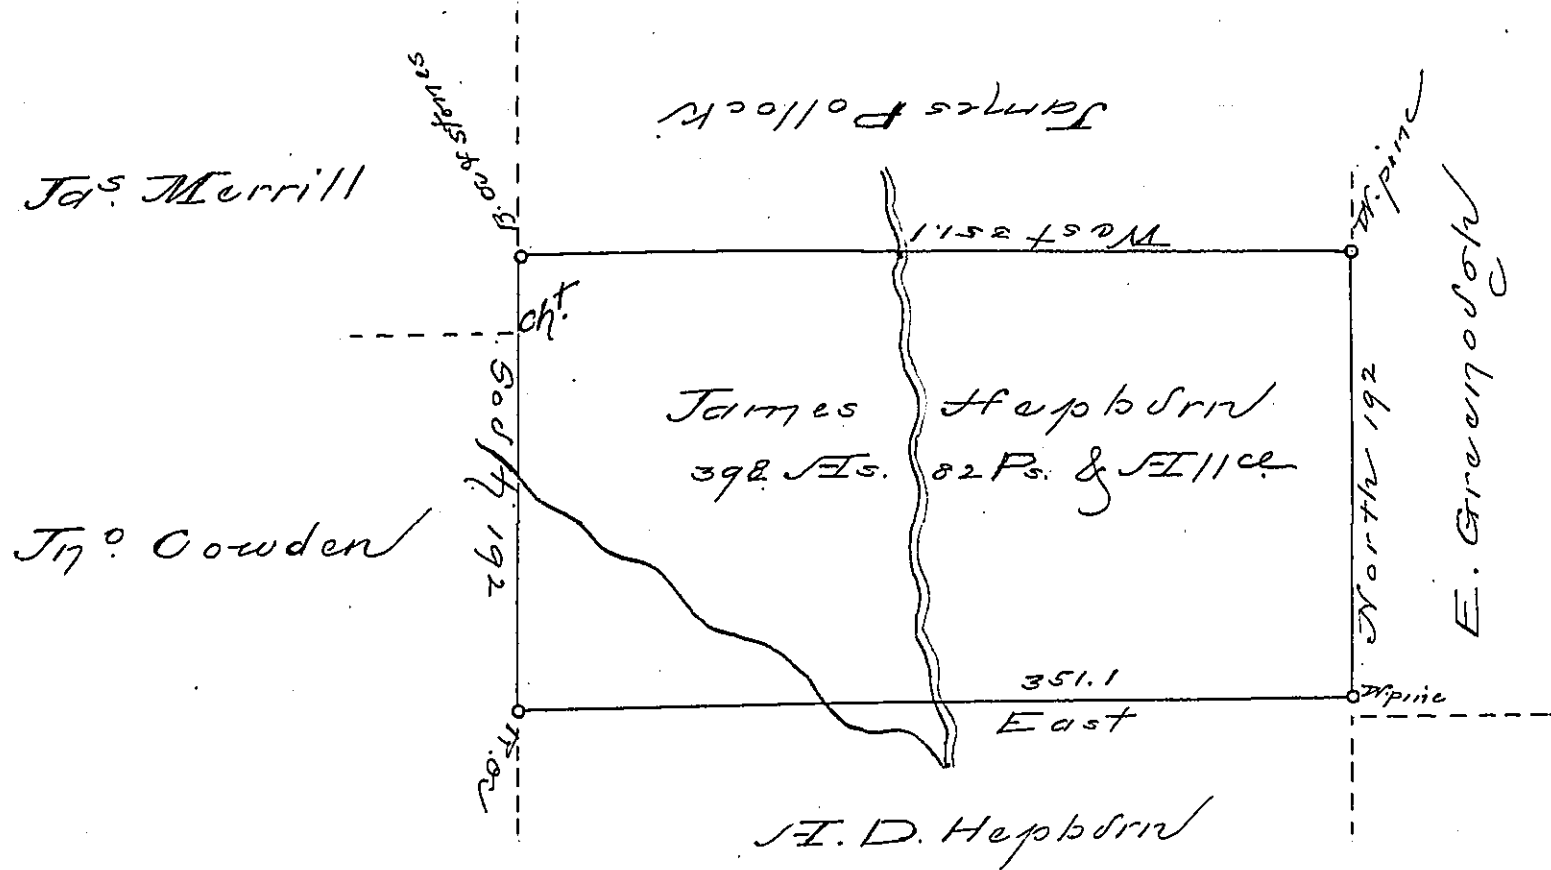 James Pollock
Jas. Merrill
B. oak & Stones
W. pine
West 351.1
E. Greenough
cht.
South 192
James Hepburn
398 As. 82 Ps. & Allce.
North 192
Jno. Cowden
351.1
East
W. pine
A. D. Hepburn